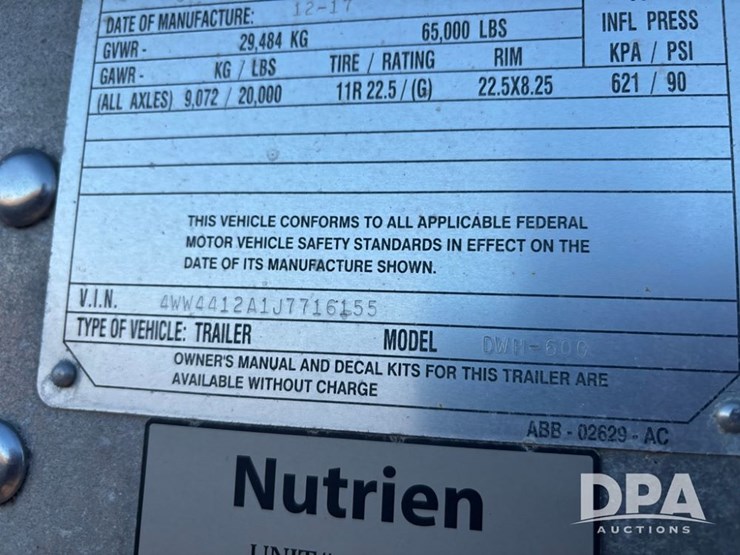 DATE OF MANUFACTURE: 12-17
GVWR - 29,484 KG 65,000 LBS
INFL PRESS
GAWR - KG / LBS TIRE / RATING RIM KPA / PSI
(ALL AXLES) 9,072 / 20,000 11R 22.5 / (G) 22.5X8.25 621 / 90
THIS VEHICLE CONFORMS TO ALL APPLICABLE FEDERAL
MOTOR VEHICLE SAFETY STANDARDS IN EFFECT ON THE
DATE OF ITS MANUFACTURE SHOWN.
V.I.N. 4WW4412A1J7716155
TYPE OF VEHICLE: TRAILER MODEL
OWNER'S MANUAL AND DECAL KITS FOR THIS TRAILER ARE
AVAILABLE WITHOUT CHARGE
ABB - 02629 - AC
Nutrien
DPA
AUCTIONS